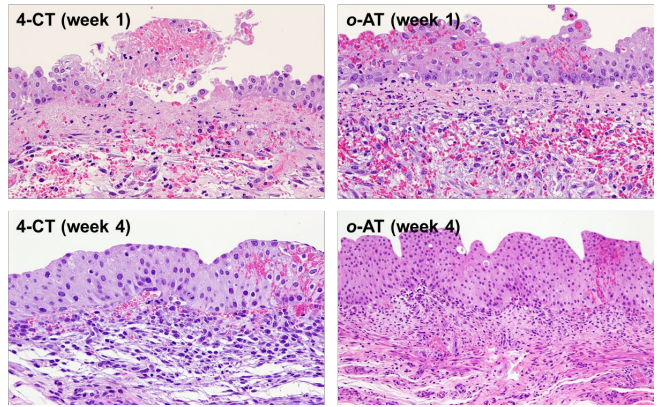 4-CT (week 1)
o-AT (week 1)
4-CT (week 4)
o-AT (week 4)